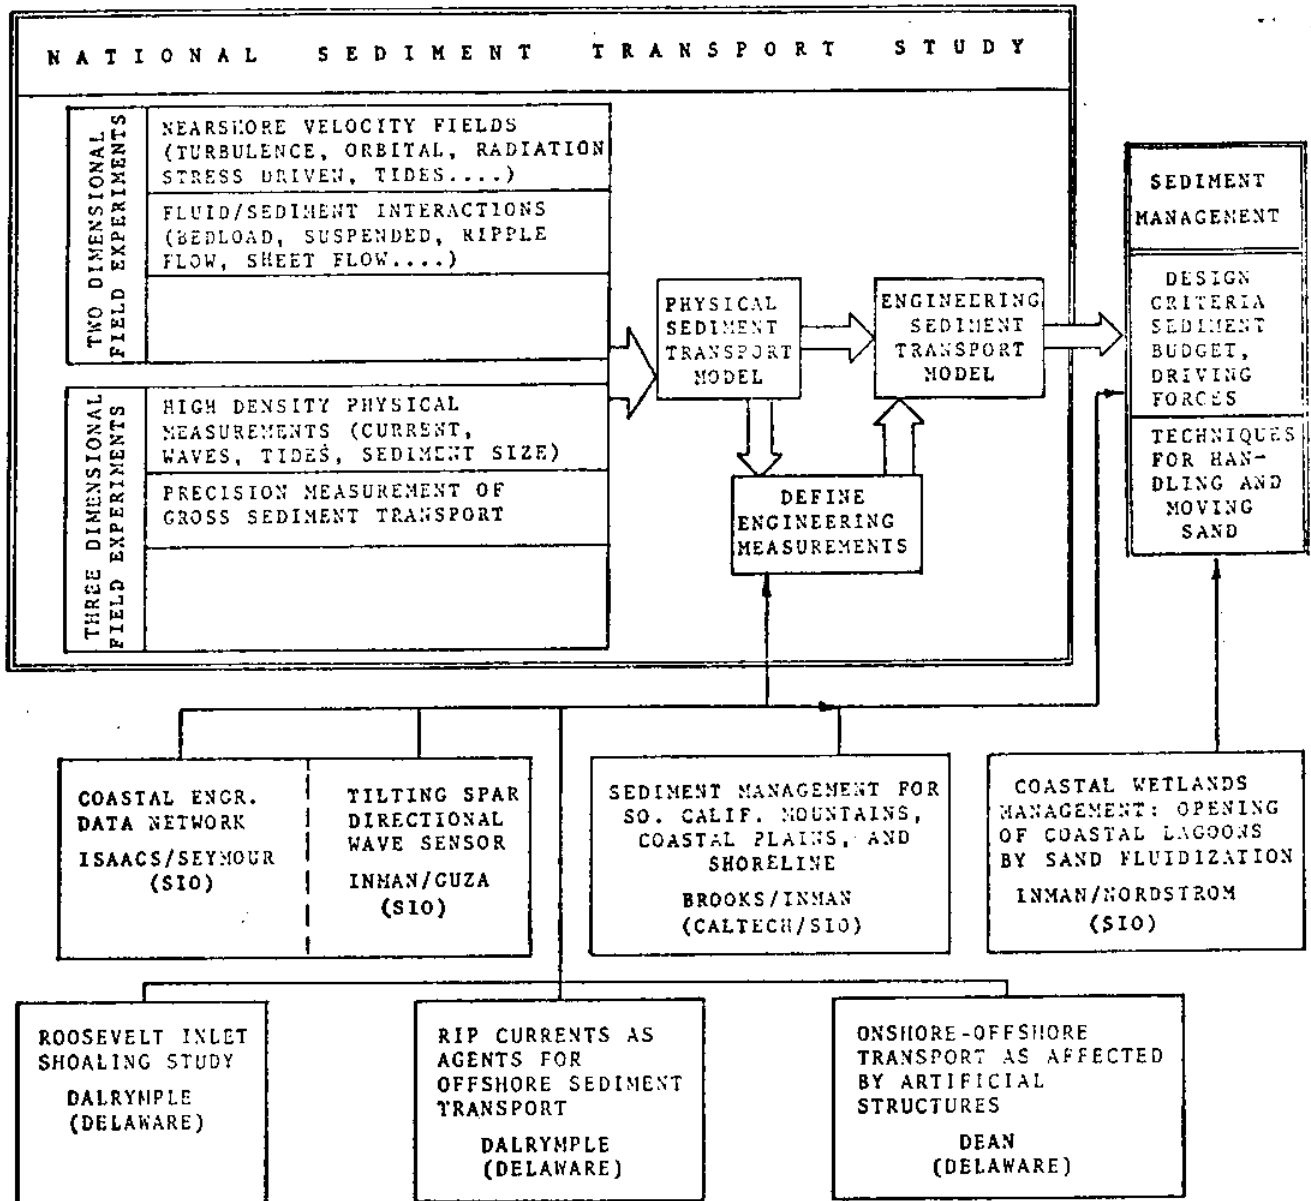 NATIONAL SEDIMENT TRANSPORT STUDY
TWO DIMENSIONAL
FIELD EXPERIMENTS
NEARSHORE VELOCITY FIELDS
(TURBULENCE, ORBITAL, RADIATION
STRESS DRIVEN, TIDES....)
FLUID/SEDIMENT INTERACTIONS
(BEDLOAD, SUSPENDED, RIPPLE
FLOW, SHEET FLOW....)
THREE DIMENSIONAL
FIELD EXPERIMENTS
HIGH DENSITY PHYSICAL
MEASUREMENTS (CURRENT,
WAVES, TIDES, SEDIMENT SIZE)
PRECISION MEASUREMENT OF
GROSS SEDIMENT TRANSPORT
PHYSICAL
SEDIMENT
TRANSPORT
MODEL
ENGINEERING
SEDIMENT
TRANSPORT
MODEL
DEFINE
ENGINEERING
MEASUREMENTS
SEDIMENT
MANAGEMENT
DESIGN
CRITERIA
SEDIMENT
BUDGET,
DRIVING
FORCES
TECHNIQUES
FOR HAN-
DLING AND
MOVING
SAND
COASTAL ENGR.
DATA NETWORK
ISAACS/SEYMOUR
(SIO)
TILTING SPAR
DIRECTIONAL
WAVE SENSOR
INMAN/GUZA
(SIO)
SEDIMENT MANAGEMENT FOR
SO. CALIF. MOUNTAINS,
COASTAL PLAINS, AND
SHORELINE
BROOKS/INMAN
(CALTECH/SIO)
COASTAL WETLANDS
MANAGEMENT: OPENING
OF COASTAL LAGOONS
BY SAND FLUIDIZATION
INMAN/NORDSTROM
(SIO)
ROOSEVELT INLET
SHOALING STUDY
DALRYMPLE
(DELAWARE)
RIP CURRENTS AS
AGENTS FOR
OFFSHORE SEDIMENT
TRANSPORT
DALRYMPLE
(DELAWARE)
ONSHORE-OFFSHORE
TRANSPORT AS AFFECTED
BY ARTIFICIAL
STRUCTURES
DEAN
(DELAWARE)